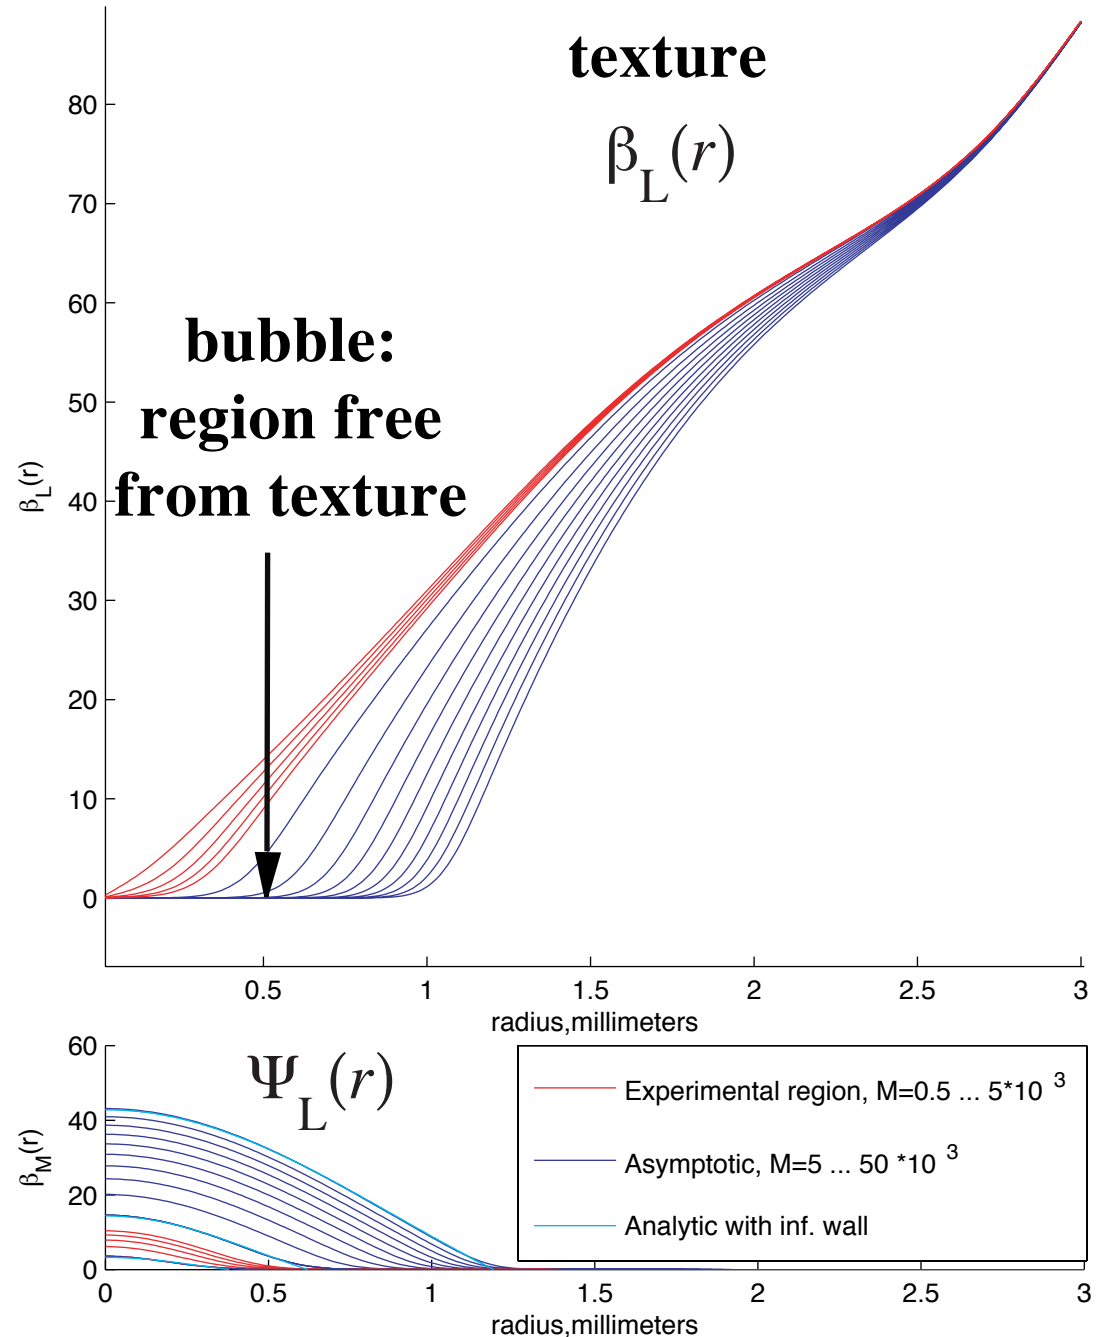 texture
β_L(r)
80
70
60
50
40
30
20
10
0
β_L(r)
bubble:
region free
from texture
0.5
1
1.5
2
2.5
3
radius,millimeters
60
40
20
0
β_M(r)
Ψ_L(r)
Experimental region, M=0.5 ... 5*10 ^3
Asymptotic, M=5 ... 50 *10 ^3
Analytic with inf. wall
0
0.5
1
1.5
2
2.5
3
radius,millimeters